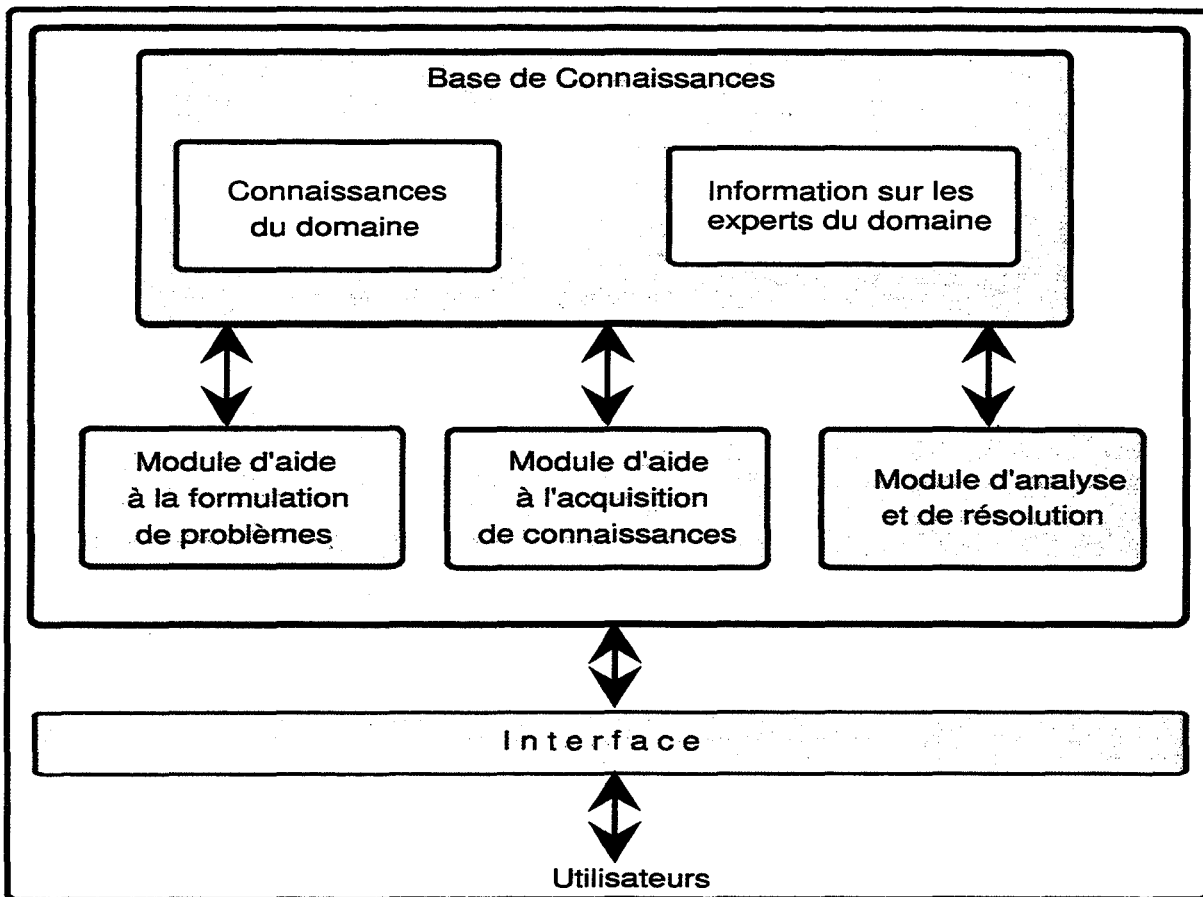 Base de Connaissances
Connaissances
du domaine
Information sur les
experts du domaine
Module d'aide
à la formulation
de problèmes
Module d'aide
à l'acquisition
de connaissances
Module d'analyse
et de résolution
Interface
Utilisateurs